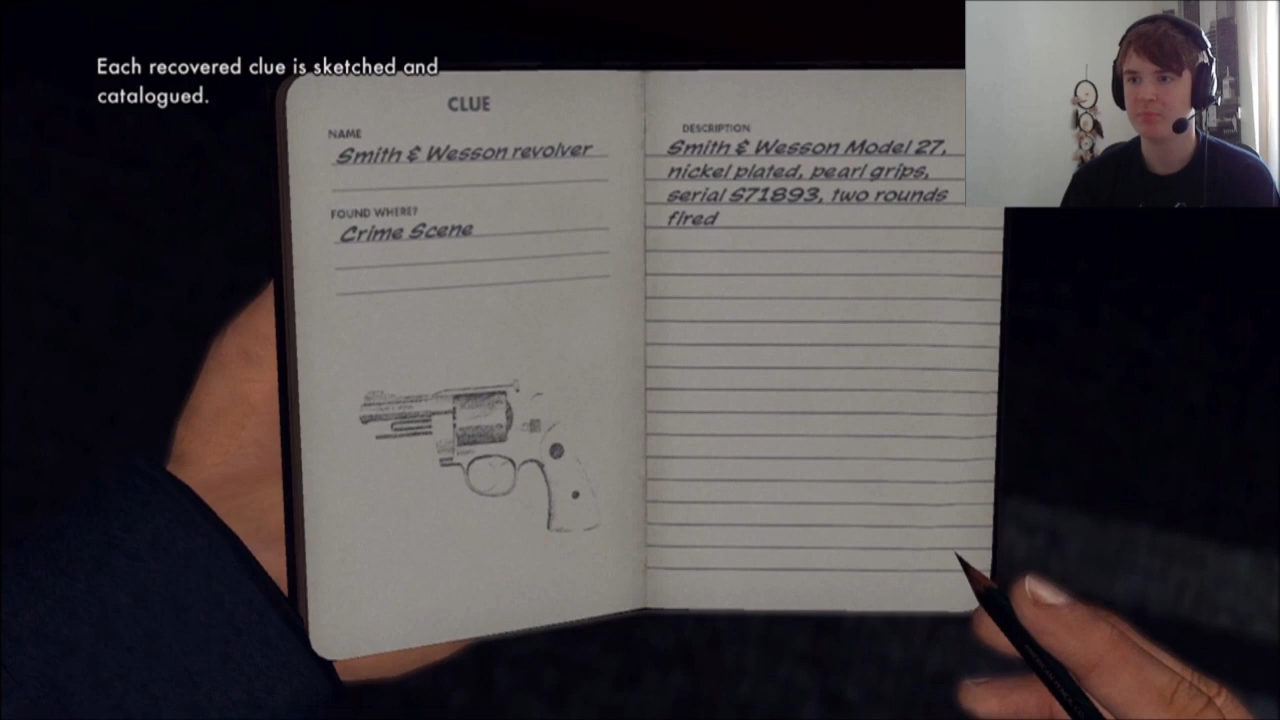 Each recovered clue is sketched and
catalogued.
CLUE
NAME
Smith & Wesson revolver
FOUND WHERE?
Crime Scene
DESCRIPTION
Smith & Wesson Model 27,
nickel plated, pearl grips,
serial S71893, two rounds
fired